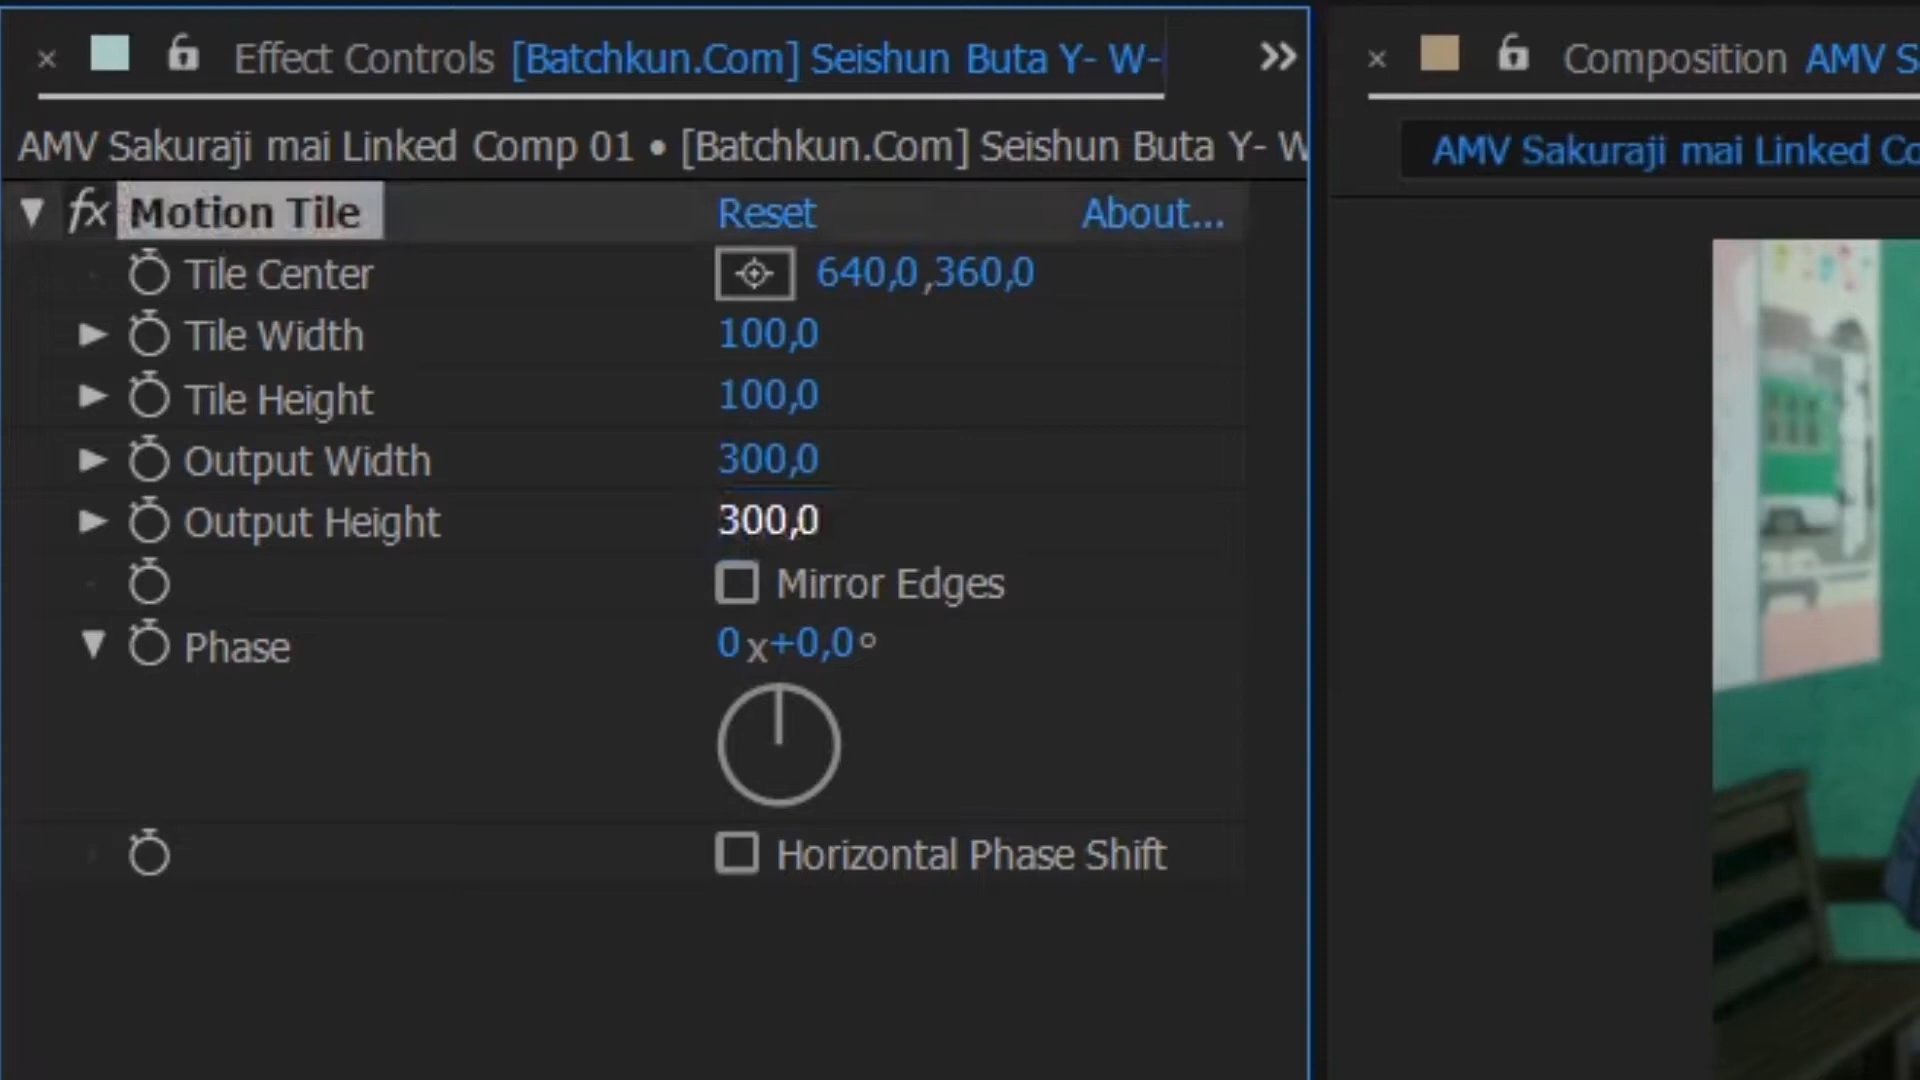 Effect Controls [Batchkun.Com] Seishun Buta Y- W-
Composition AMV S
AMV Sakuraji mai Linked Comp 01 • [Batchkun.Com] Seishun Buta Y- W
AMV Sakuraji mai Linked Co
fx Motion Tile Reset About...
Tile Center 640,0,360,0
Tile Width 100,0
Tile Height 100,0
Output Width 300,0
Output Height 300,0
Mirror Edges
Phase 0x+0,0°
Horizontal Phase Shift